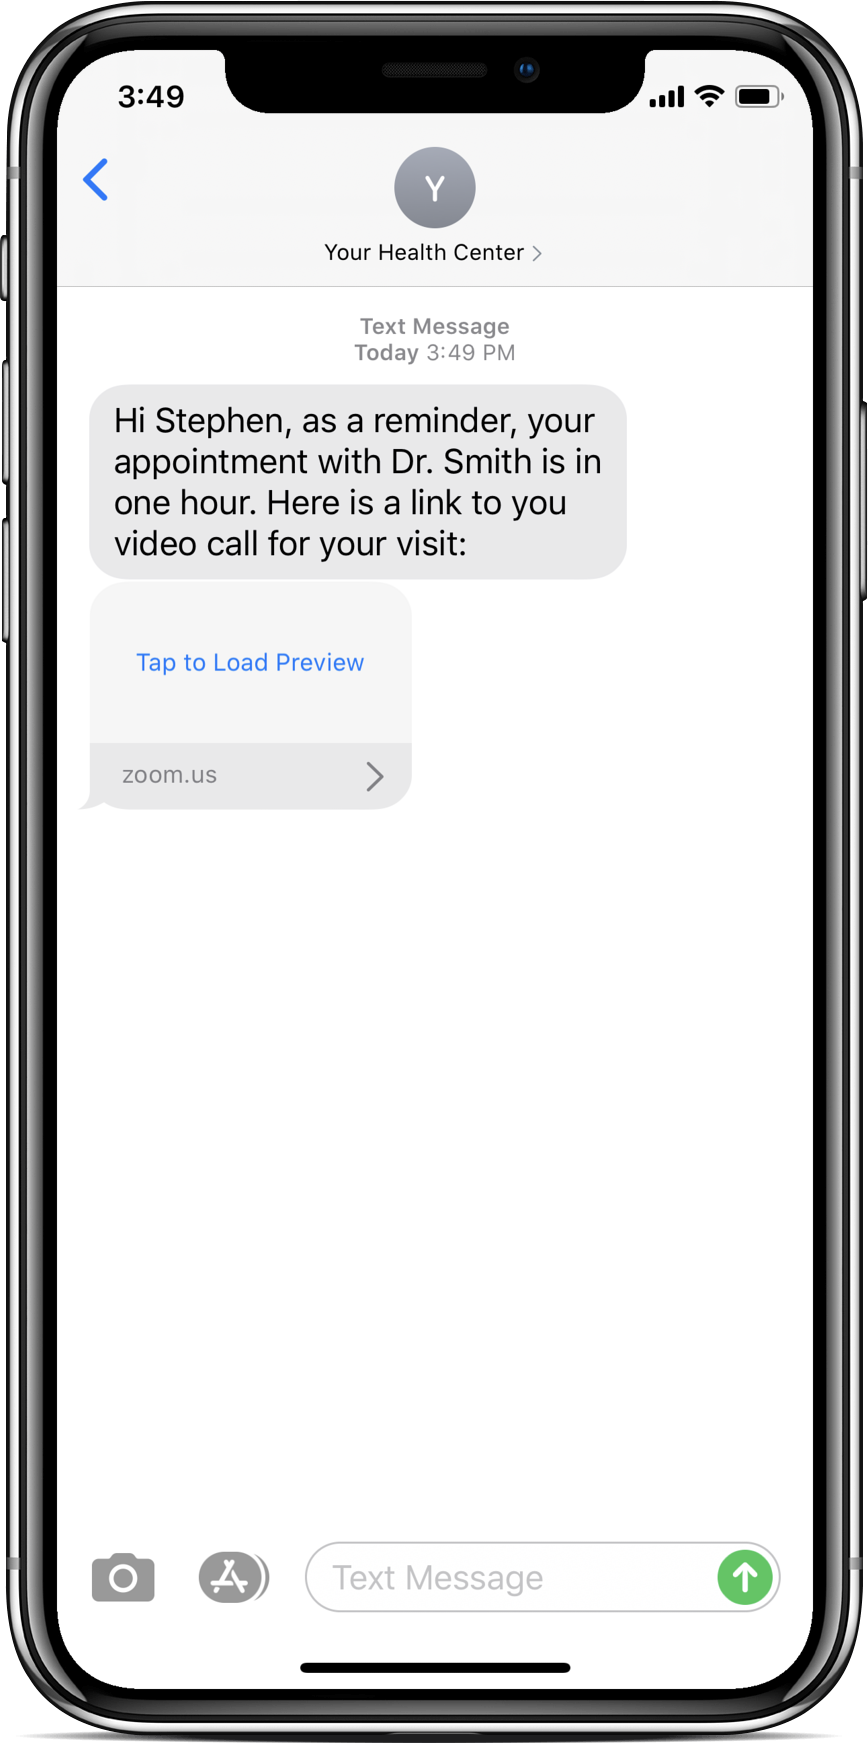 3:49
Y
Your Health Center
Text Message
Today 3:49 PM
Hi Stephen, as a reminder, your
appointment with Dr. Smith is in
one hour. Here is a link to you
video call for your visit:
Tap to Load Preview
zoom.us
Text Message